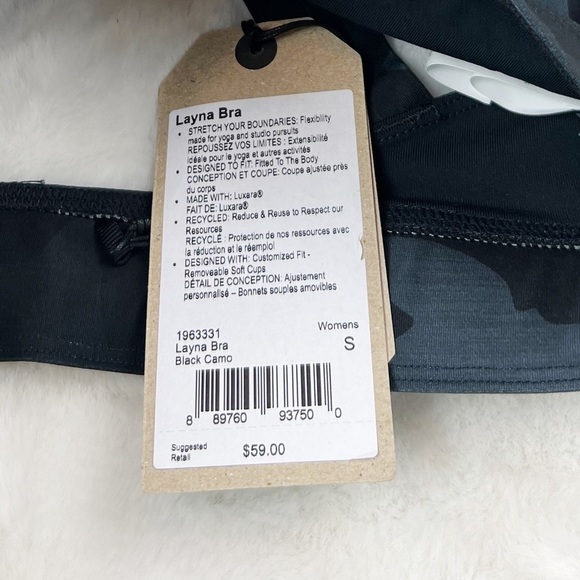 Layna Bra
• STRETCH YOUR BOUNDARIES: Flexibility
made for yoga and studio pursuits
REPOUSSEZ VOS LIMITES : Extensibilité
idéale pour le yoga et autres activités
• DESIGNED TO FIT: Fitted To The Body
CONCEPTION ET COUPE: Coupe ajustée près
du corps
• MADE WITH: Luxara®
FAIT DE: Luxara®
• RECYCLED: Reduce & Reuse to Respect our
Resources
RECYCLÉ : Protection de nos ressources avec
la réduction et le réemploi
• DESIGNED WITH: Customized Fit -
Removeable Soft Cups
DÉTAIL DE CONCEPTION: Ajustement
personnalisé – Bonnets souples amovibles
1963331 Womens
Layna Bra S
Black Camo
8 89760 93750 0
Suggested
Retail $59.00